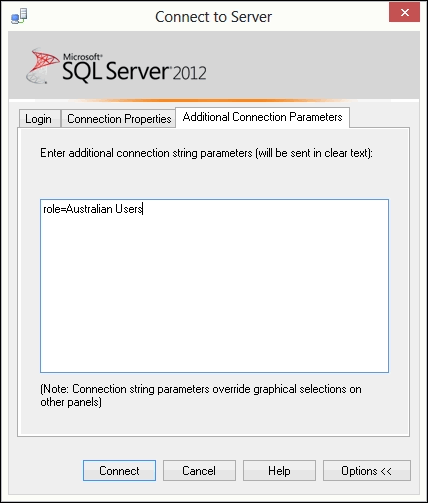 Connect to Server
Microsoft®
SQL Server 2012
Login
Connection Properties
Additional Connection Parameters
Enter additional connection string parameters (will be sent in clear text):
role=Australian Users
(Note: Connection string parameters override graphical selections on
other panels)
Connect
Cancel
Help
Options <<